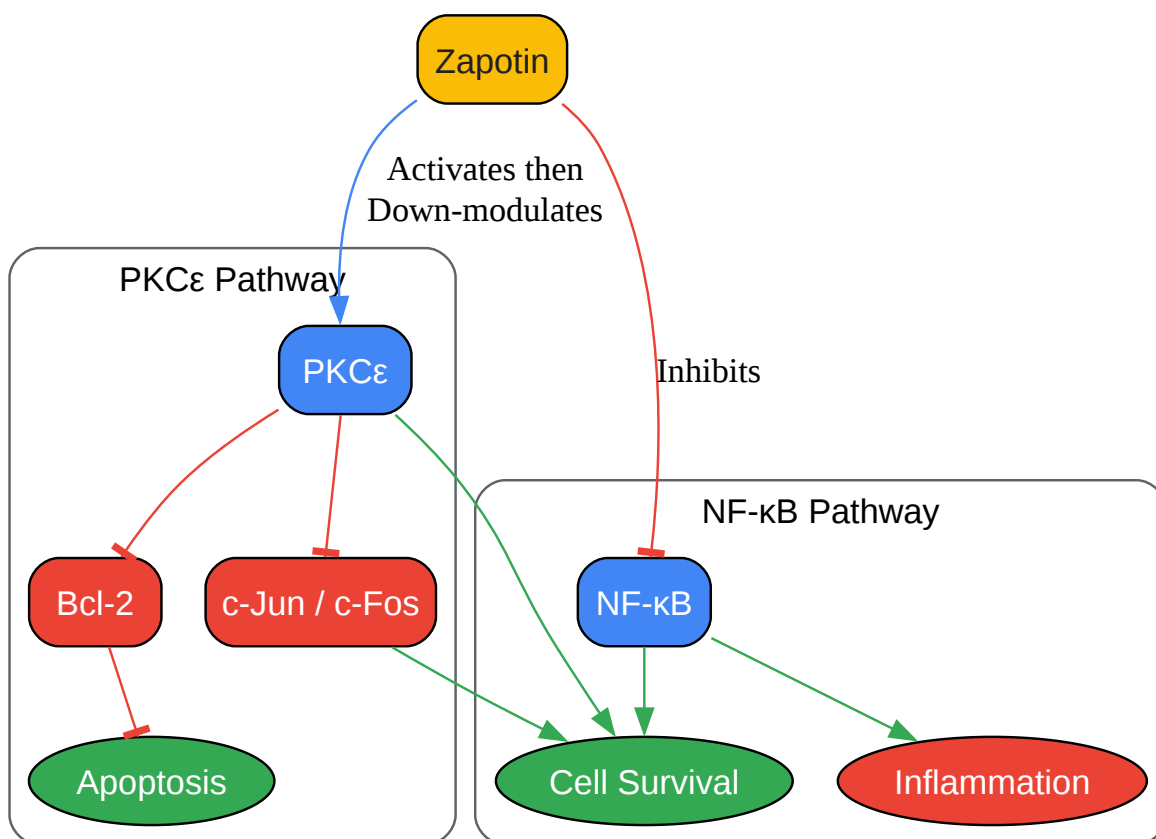 Zapotin
Activates then
Down-modulates
PKCε Pathway
PKCε
Inhibits
NF-κB Pathway
Bcl-2
c-Jun / c-Fos
NF-κB
Apoptosis
Cell Survival
Inflammation